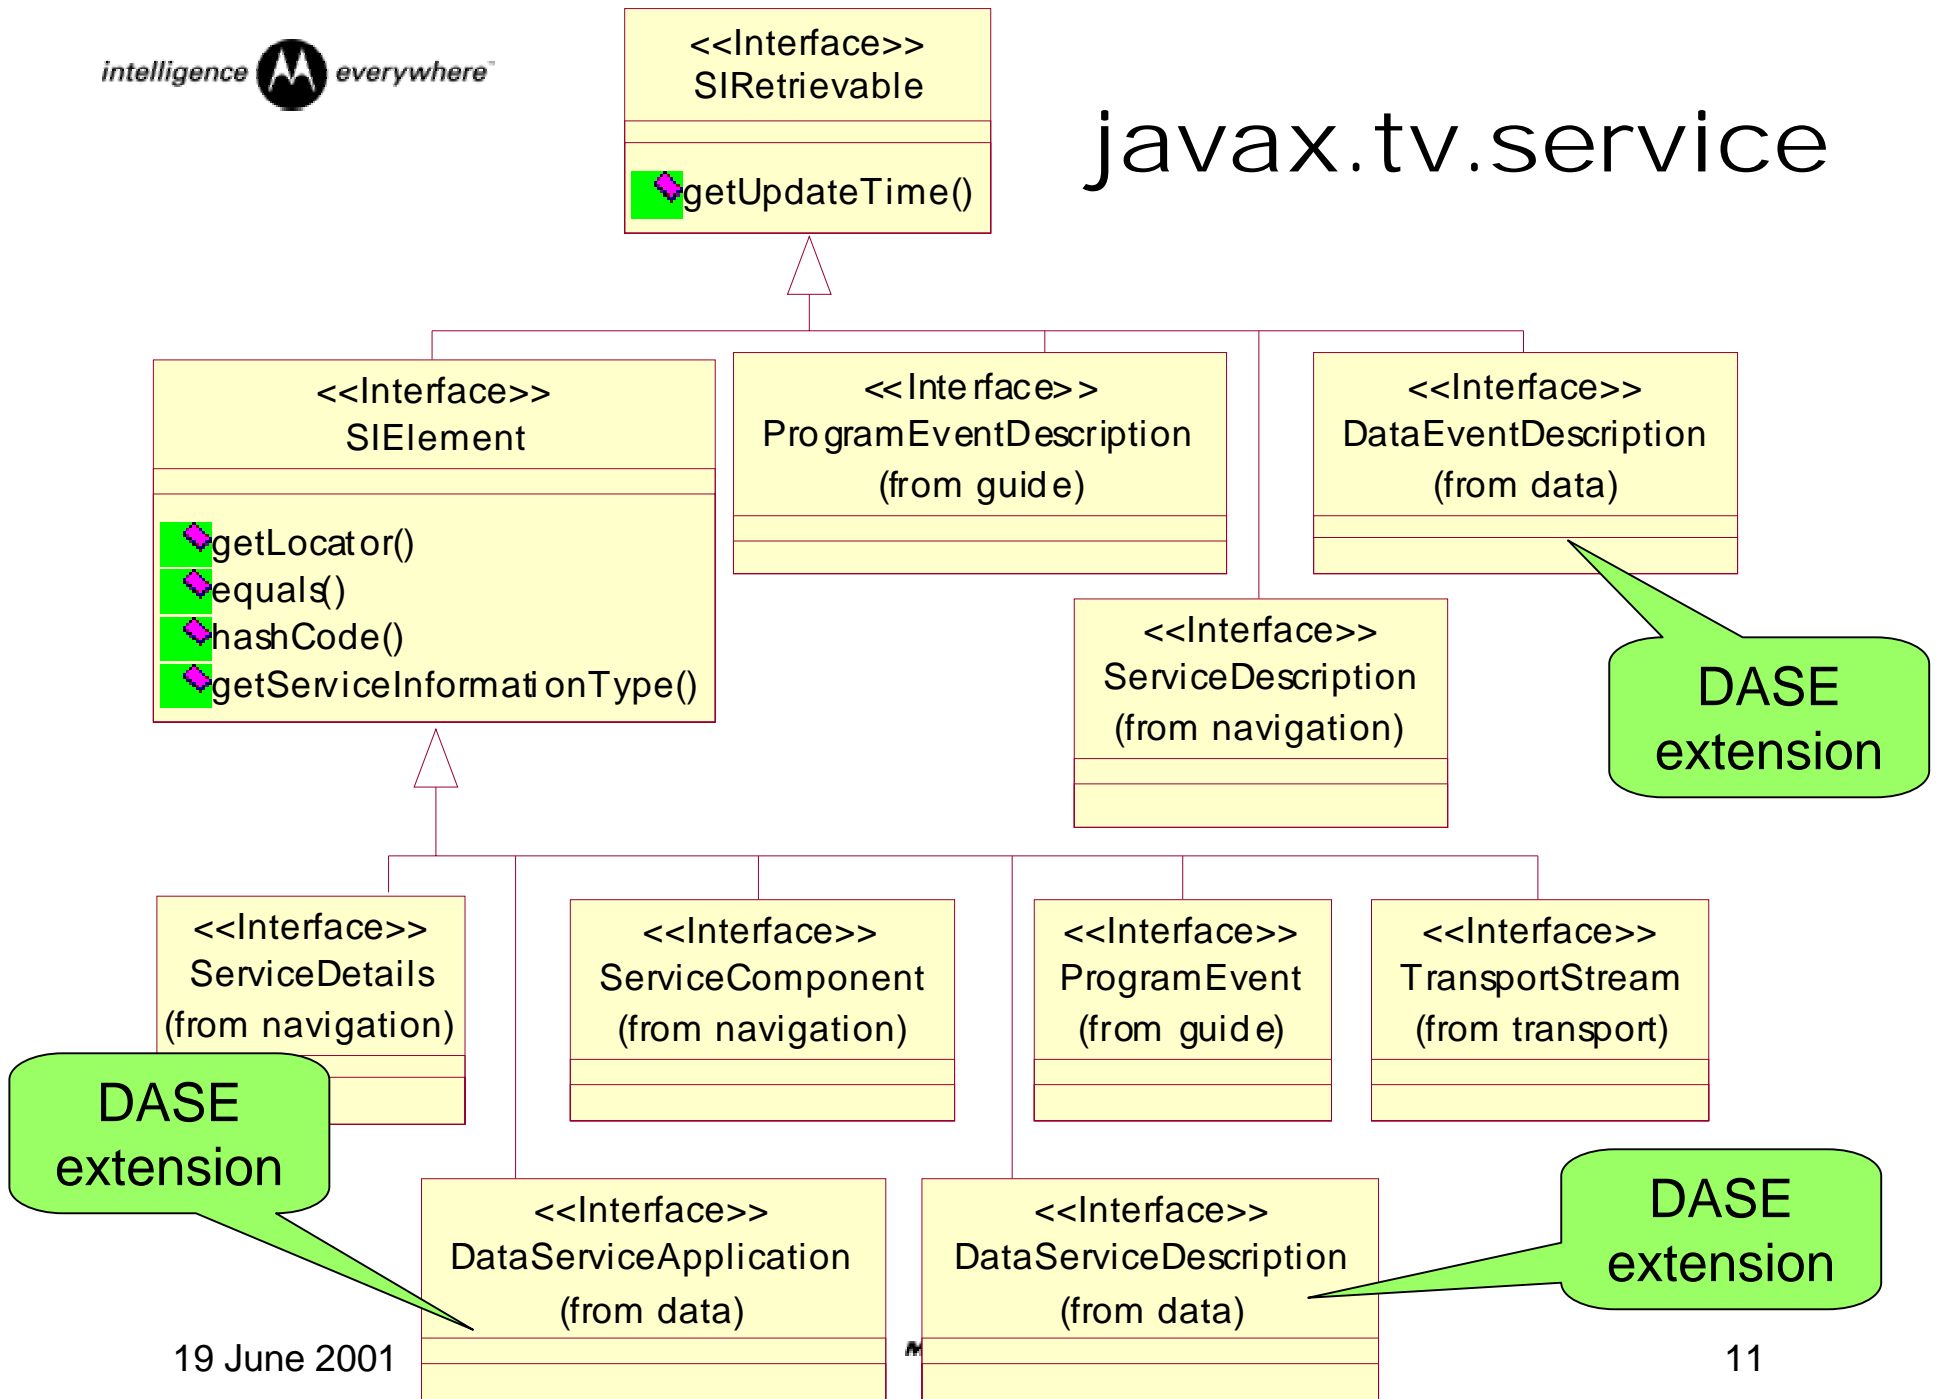 intelligence everywhere™
<<Interface>>
SIRetrievable
getUpdateTime()
javax.tv.service
<<Interface>>
SIElement
getLocator()
equals()
hashCode()
getServiceInformationType()
<<Interface>>
ProgramEventDescription
(from guide)
<<Interface>>
DataEventDescription
(from data)
<<Interface>>
ServiceDescription
(from navigation)
DASE
extension
<<Interface>>
ServiceDetails
(from navigation)
<<Interface>>
ServiceComponent
(from navigation)
<<Interface>>
ProgramEvent
(from guide)
<<Interface>>
TransportStream
(from transport)
DASE
extension
<<Interface>>
DataServiceApplication
(from data)
<<Interface>>
DataServiceDescription
(from data)
DASE
extension
19 June 2001
11